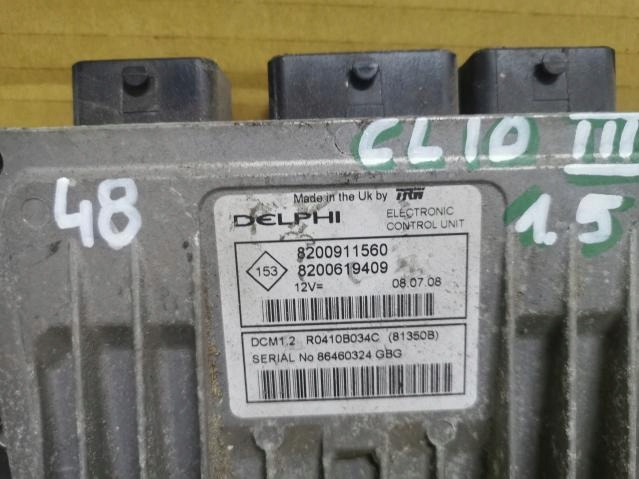 CLIO III
1.5
48
Made in the Uk by TRW
DELPHI ELECTRONIC CONTROL UNIT
153
8200911560
8200619409
12V= 08.07.08
DCM1.2 R0410B034C (81350B)
SERIAL No 86460324 GBG